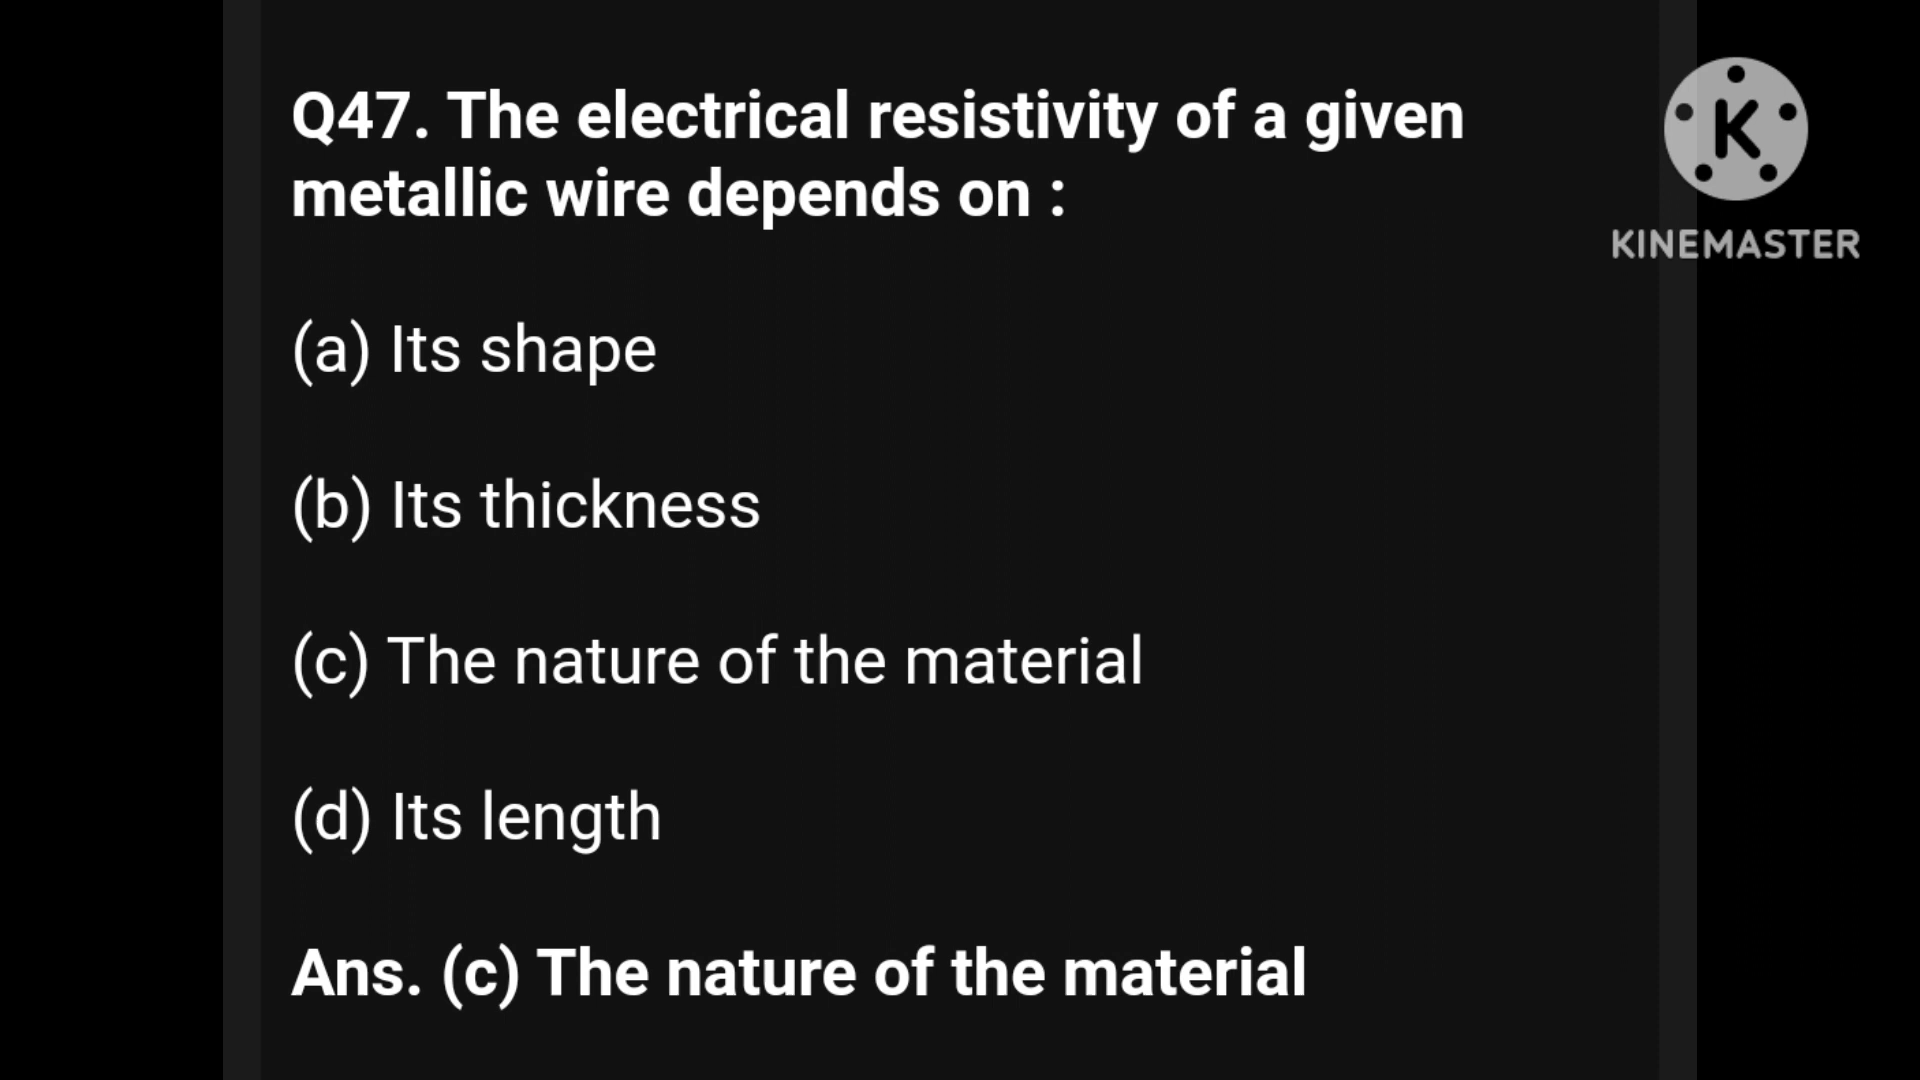 Q47. The electrical resistivity of a given
metallic wire depends on :
(a) Its shape
(b) Its thickness
(c) The nature of the material
(d) Its length
Ans. (c) The nature of the material
K
KINEMASTER